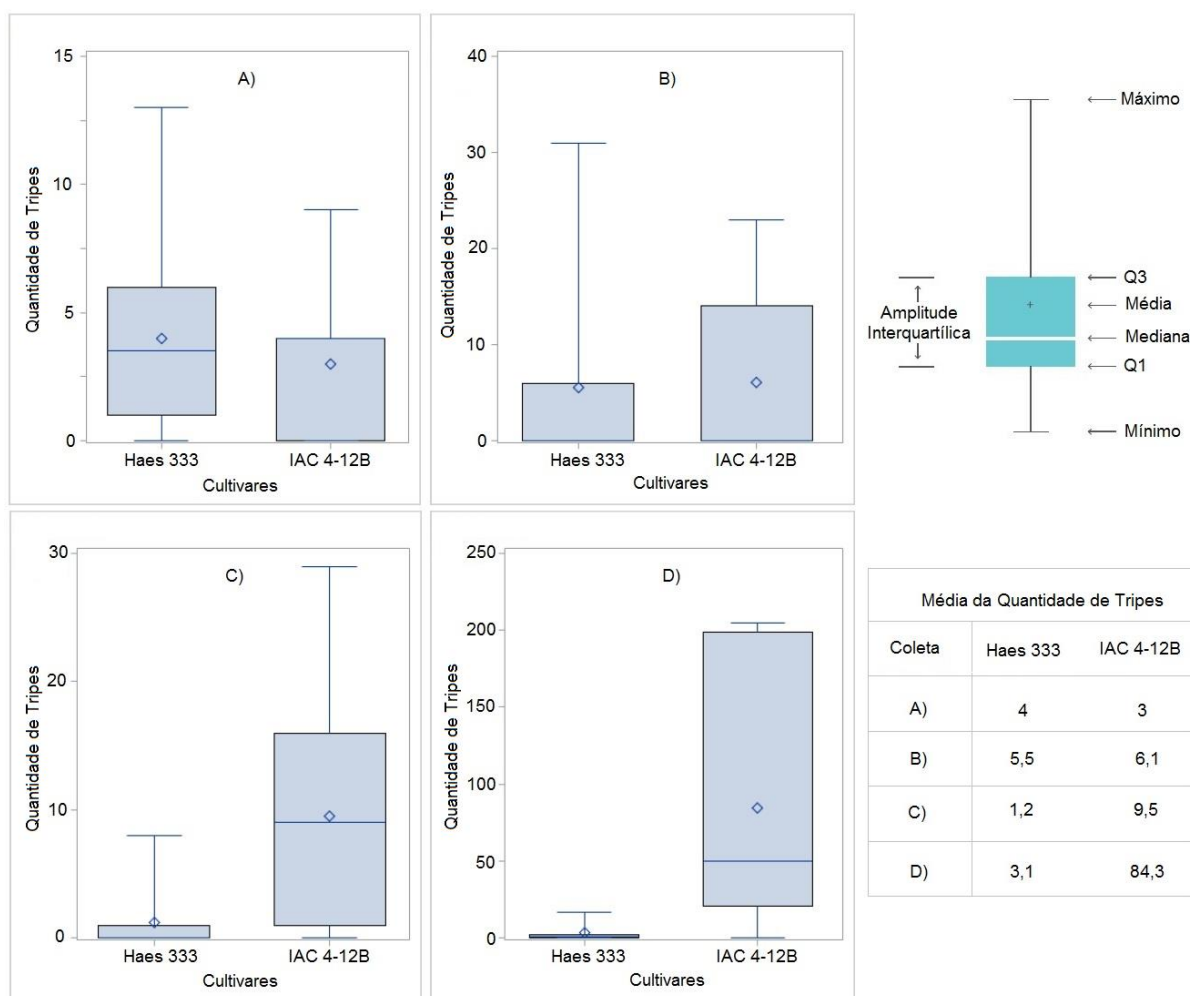 A)
15
10
5
0
Quantidade de Tripes
Haes 333 IAC 4-12B
Cultivares
B)
40
30
20
10
0
Quantidade de Tripes
Haes 333 IAC 4-12B
Cultivares
Máximo
Q3
Média
Mediana
Q1
Mínimo
Amplitude
Interquartílica
C)
30
20
10
0
Quantidade de Tripes
Haes 333 IAC 4-12B
Cultivares
D)
250
200
150
100
50
0
Quantidade de Tripes
Haes 333 IAC 4-12B
Cultivares
Média da Quantidade de Tripes
Coleta Haes 333 IAC 4-12B
A) 4 3
B) 5,5 6,1
C) 1,2 9,5
D) 3,1 84,3